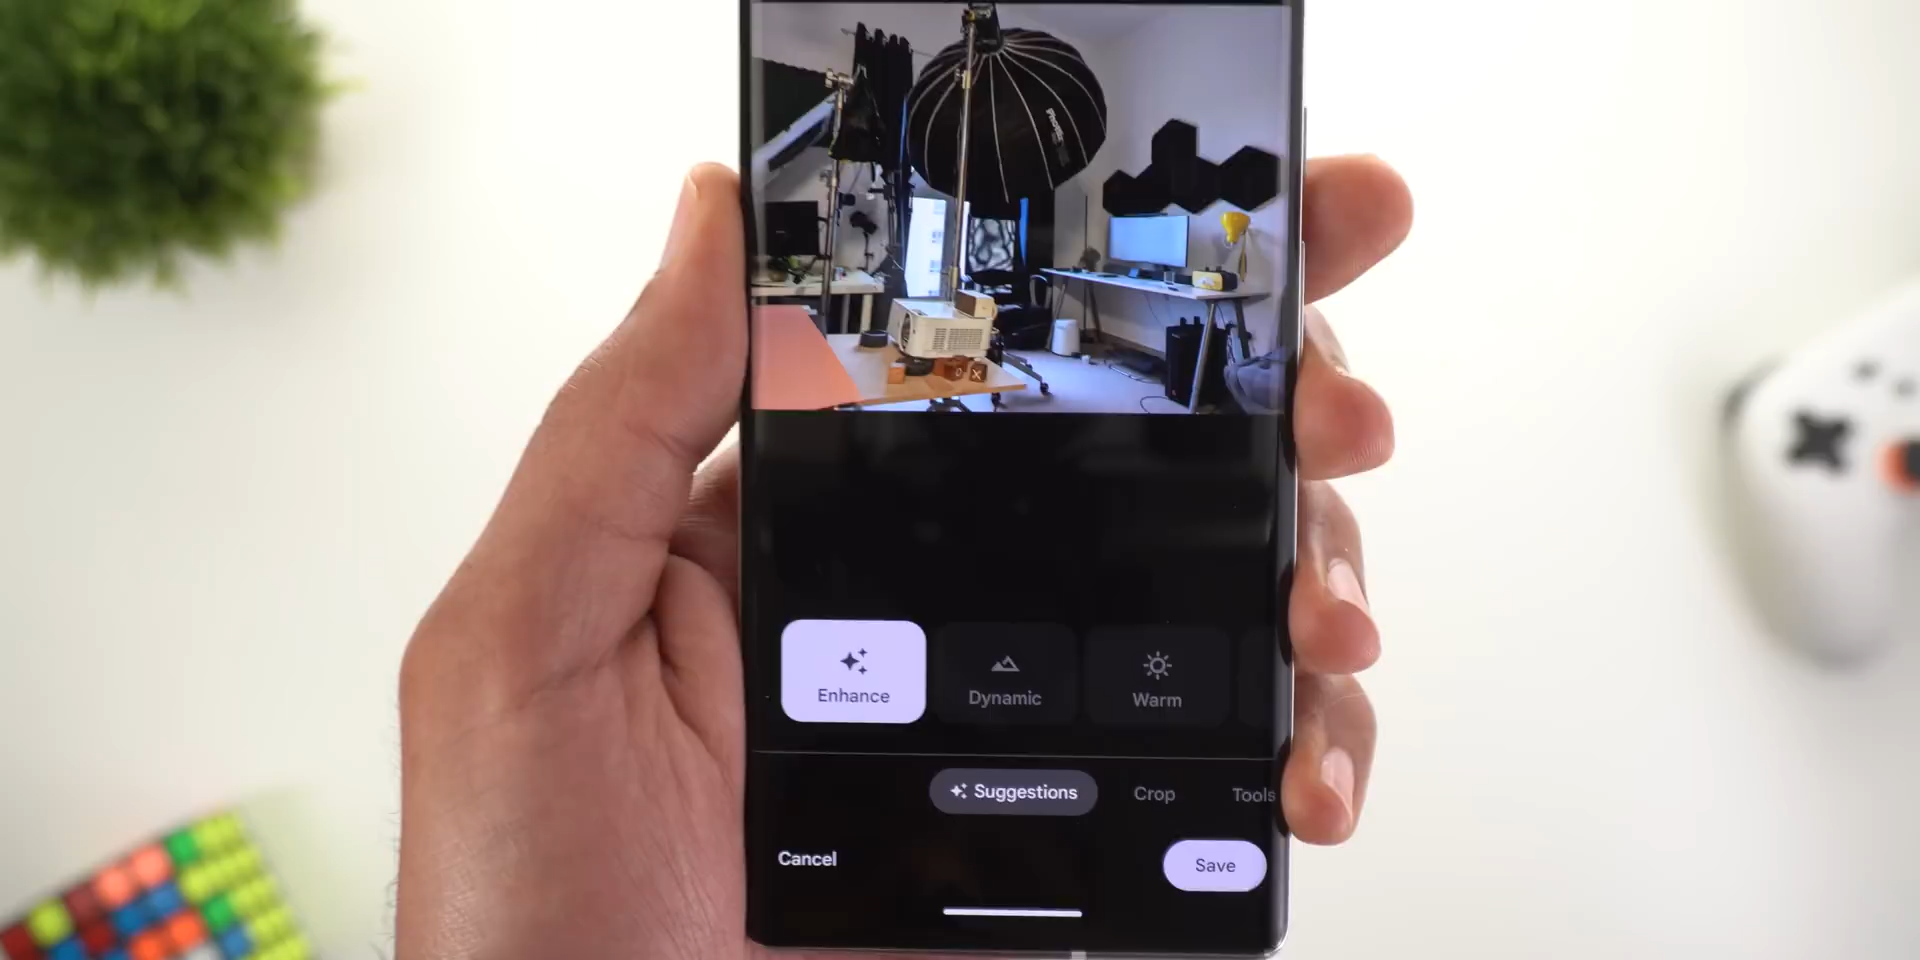 Enhance
Dynamic
Warm
Suggestions
Crop
Tools
Cancel
Save